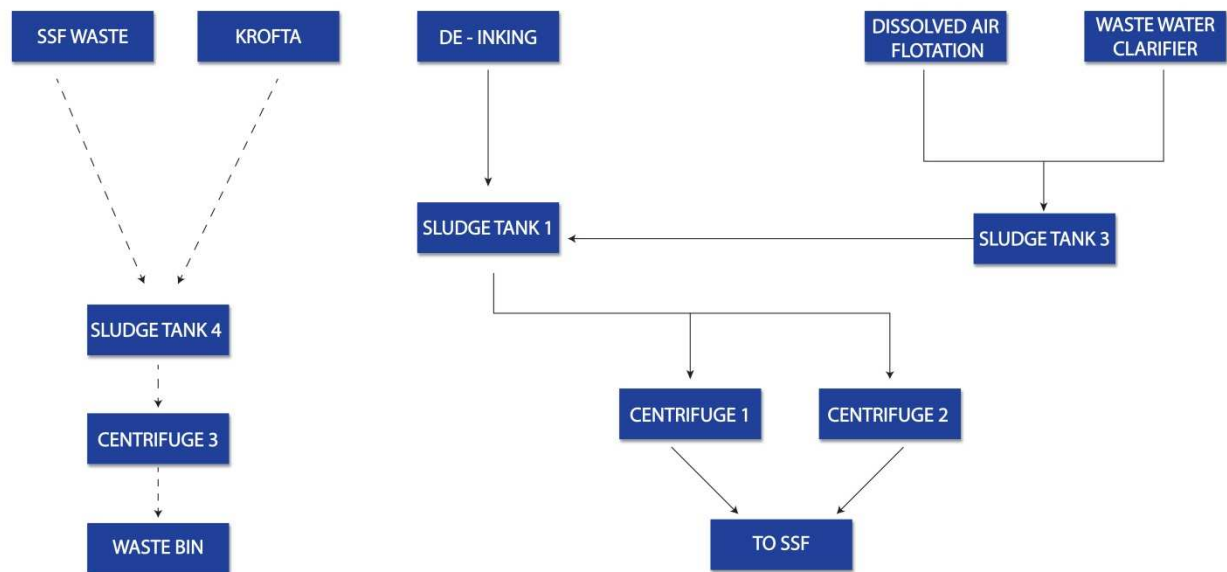 SSF WASTE
KROFTA
DE - INKING
DISSOLVED AIR
FLOTATION
WASTE WATER
CLARIFIER
SLUDGE TANK 1
SLUDGE TANK 3
SLUDGE TANK 4
CENTRIFUGE 1
CENTRIFUGE 2
CENTRIFUGE 3
WASTE BIN
TO SSF